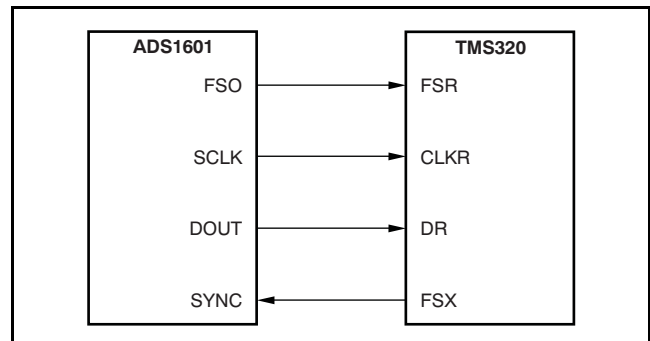 ADS1601 TMS320
FSO FSR
SCLK CLKR
DOUT DR
SYNC FSX